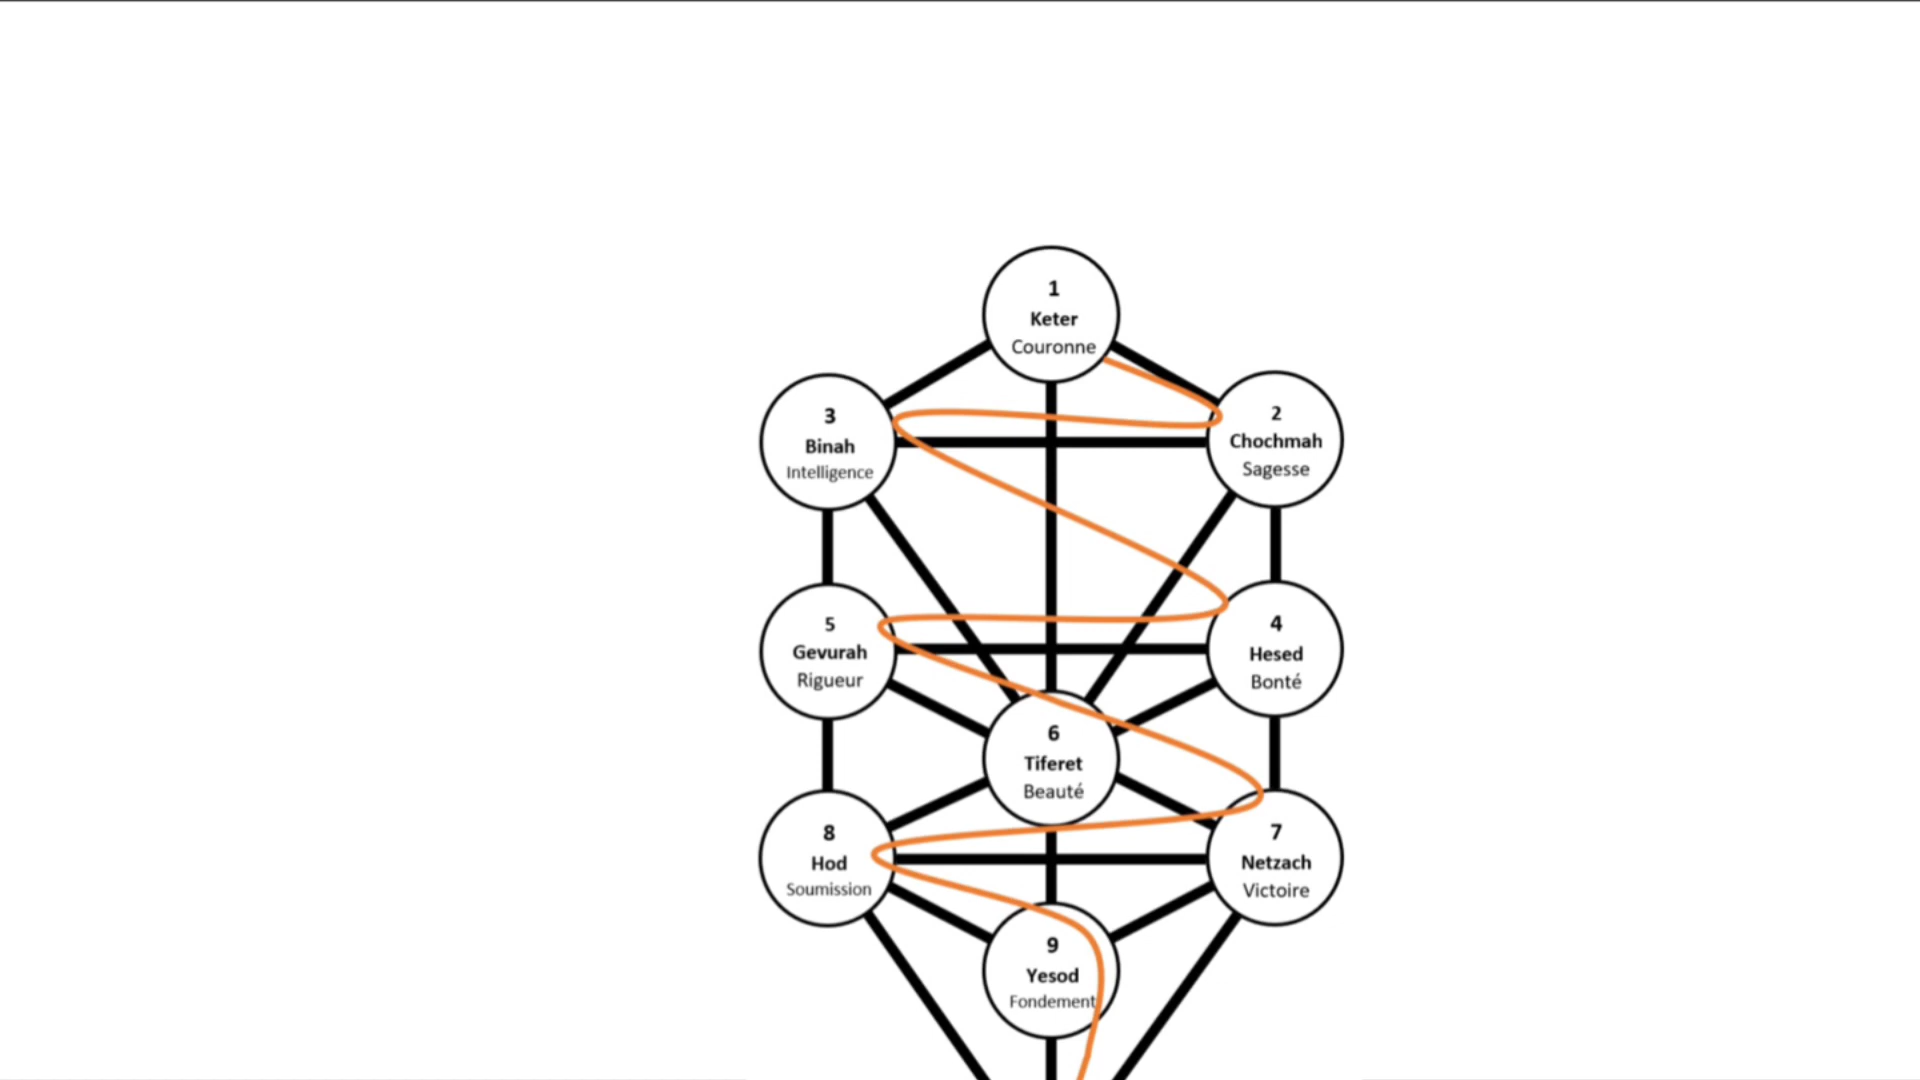 1
Keter
Couronne
2
Chochmah
Sagesse
3
Binah
Intelligence
4
Hesed
Bonté
5
Gevurah
Rigueur
6
Tiferet
Beauté
7
Netzach
Victoire
8
Hod
Soumission
9
Yesod
Fondement